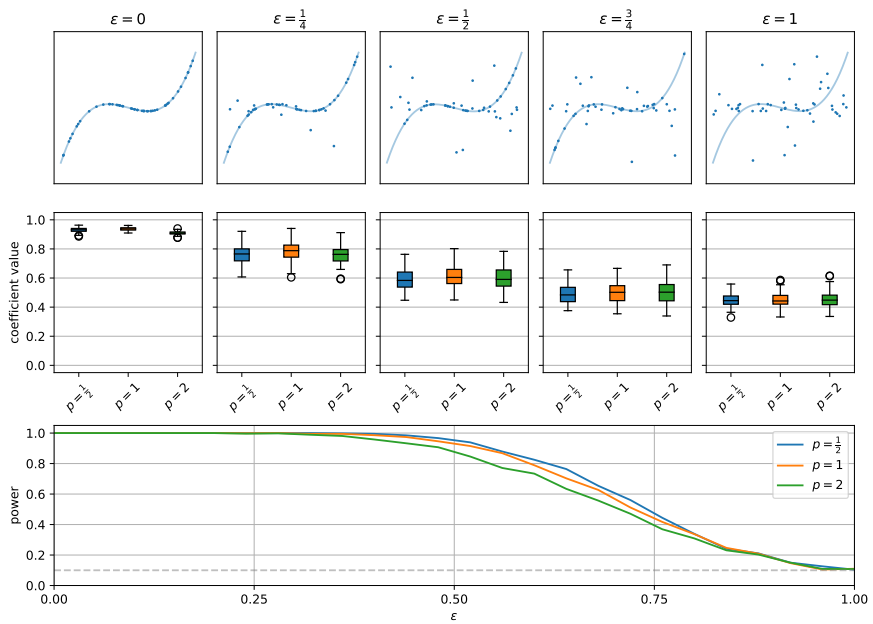 ε = 0 ε = 1/4 ε = 1/2 ε = 3/4 ε = 1
coefficient value
1.0
0.8
0.6
0.4
0.2
0.0
p = 1/2 p = 1 p = 2 p = 1/2 p = 1 p = 2 p = 1/2 p = 1 p = 2 p = 1/2 p = 1 p = 2 p = 1/2 p = 1 p = 2
power
1.0
0.8
0.6
0.4
0.2
0.0
p = 1/2
p = 1
p = 2
0.00 0.25 0.50 0.75 1.00
ε